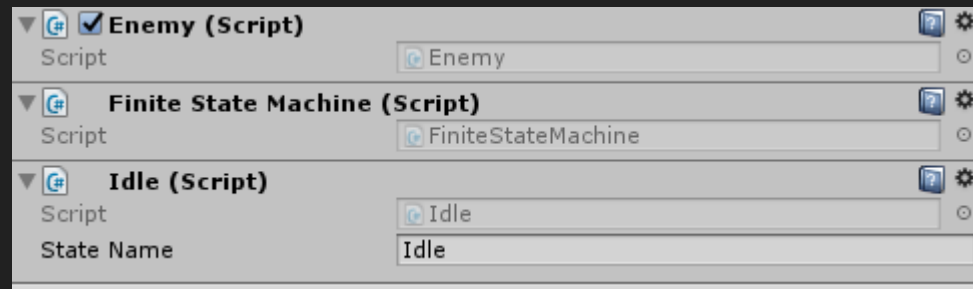 Enemy (Script)
Script Enemy
Finite State Machine (Script)
Script FiniteStateMachine
Idle (Script)
Script Idle
State Name Idle